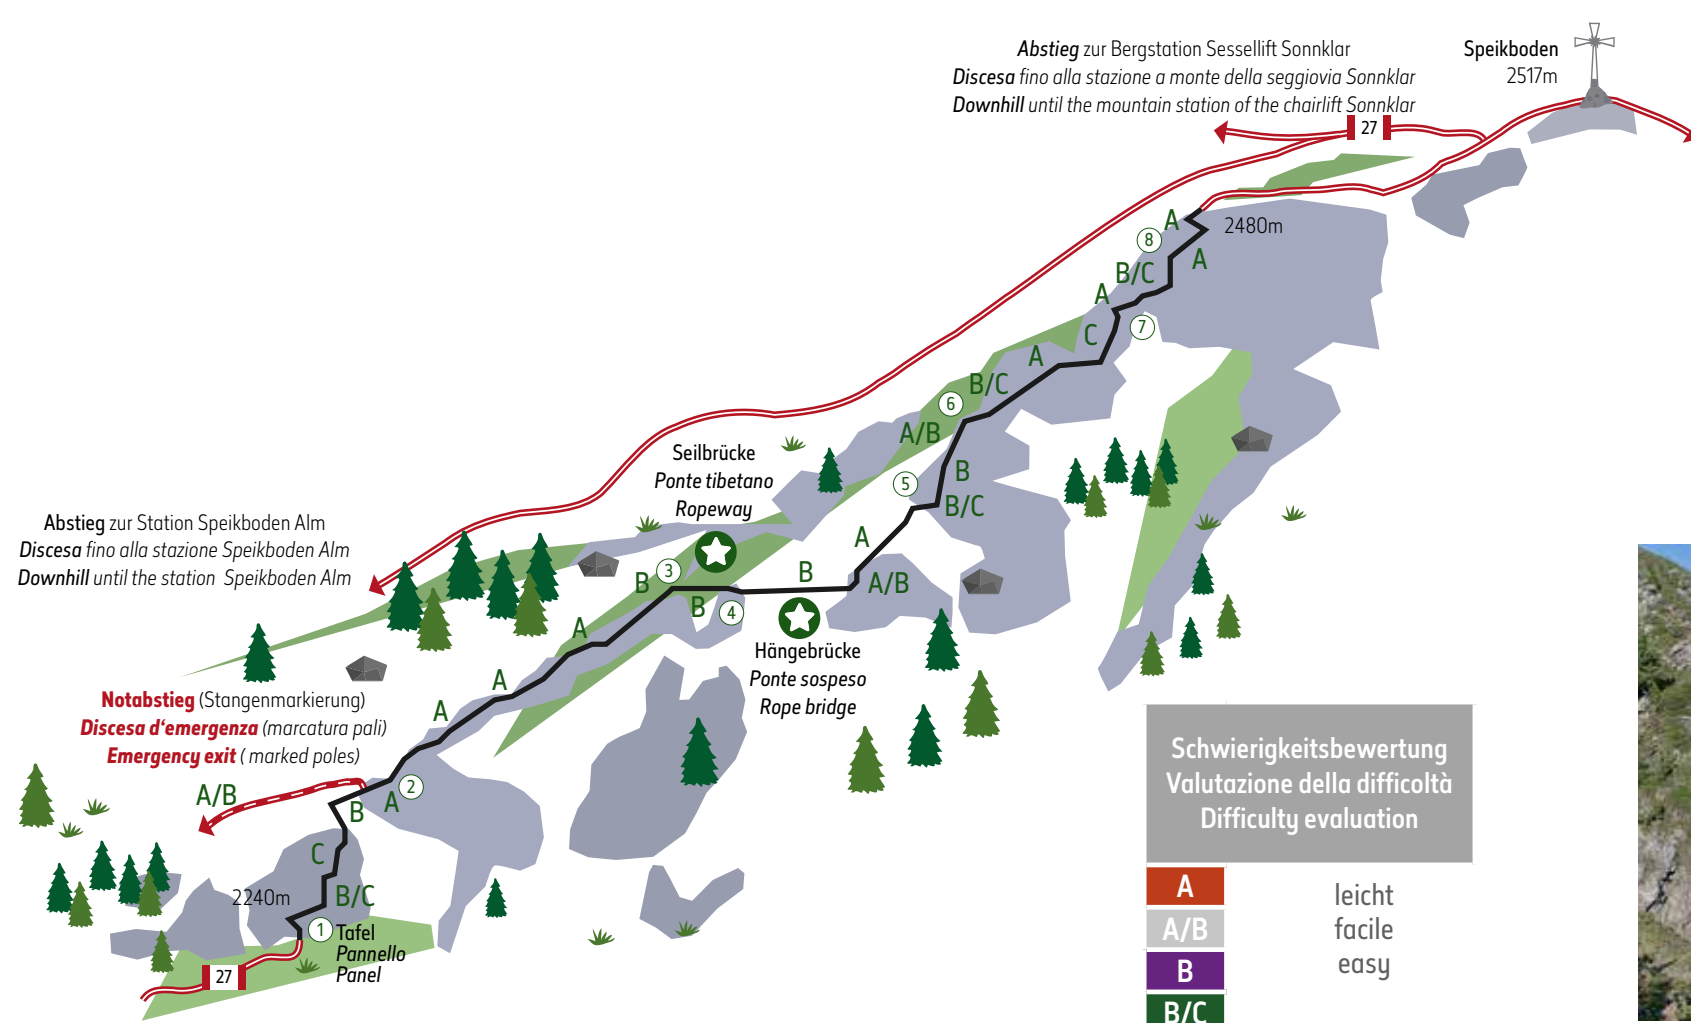 Abstieg zur Bergstation Sessellift Sonnklar
Discesa fino alla stazione a monte della seggiovia Sonnklar
Downhill until the mountain station of the chairlift Sonnklar
Speikboden
2517m
27
A
8
2480m
A
B/C
A
7
C
A
B/C
6
A/B
B
5
B/C
A
Seilbrücke
Ponte tibetano
Ropeway
3
B
B
A/B
B
4
Hängebrücke
Ponte sospeso
Rope bridge
Abstieg zur Station Speikboden Alm
Discesa fino alla stazione Speikboden Alm
Downhill until the station Speikboden Alm
A
A
A
Notabstieg (Stangenmarkierung)
Discesa d'emergenza (marcatura pali)
Emergency exit ( marked poles)
A/B
2
A
B
C
B/C
2240m
1
Tafel
Pannello
Panel
27
Schwierigkeitsbewertung
Valutazione della difficoltà
Difficulty evaluation
A
A/B
B
B/C
leicht
facile
easy